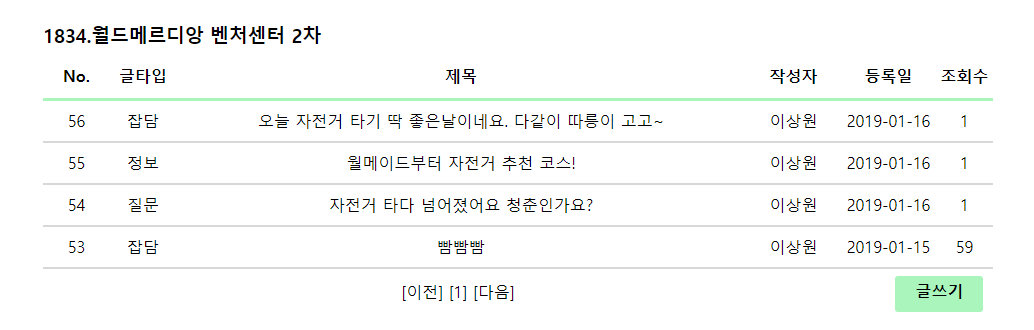 1834.월드메르디앙 벤처센터 2차
No. 글타입 제목 작성자 등록일 조회수
56 잡담 오늘 자전거 타기 딱 좋은날이네요. 다같이 따릉이 고고~ 이상원 2019-01-16 1
55 정보 월메이드부터 자전거 추천 코스! 이상원 2019-01-16 1
54 질문 자전거 타다 넘어졌어요 청춘인가요? 이상원 2019-01-16 1
53 잡담 빰빰빰 이상원 2019-01-15 59
[이전] [1] [다음] 글쓰기